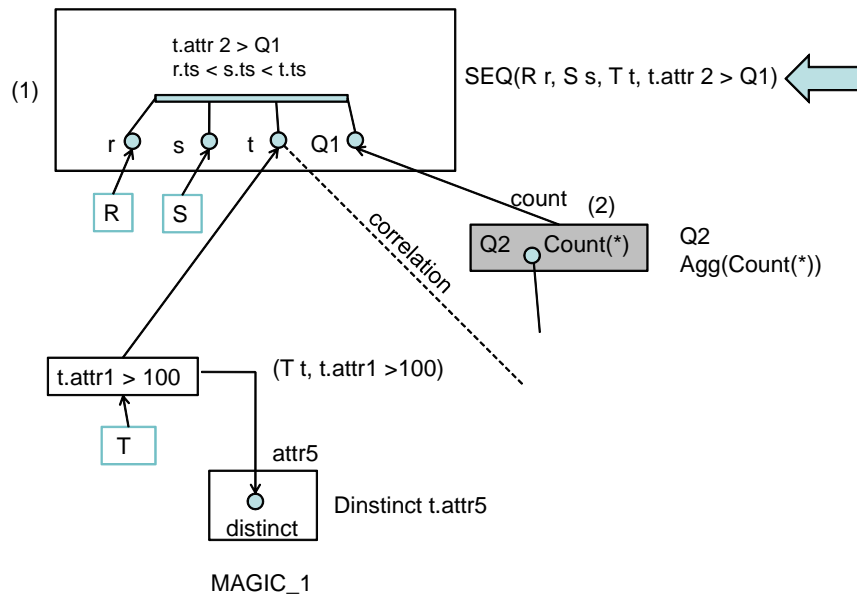 t.attr 2 > Q1
r.ts < s.ts < t.ts
(1)
SEQ(R r, S s, T t, t.attr 2 > Q1)
r
s
t
Q1
R
S
count
(2)
correlation
Q2 Count(*)
Q2
Agg(Count(*))
t.attr1 > 100
(T t, t.attr1 >100)
T
attr5
distinct
Dinstinct t.attr5
MAGIC_1